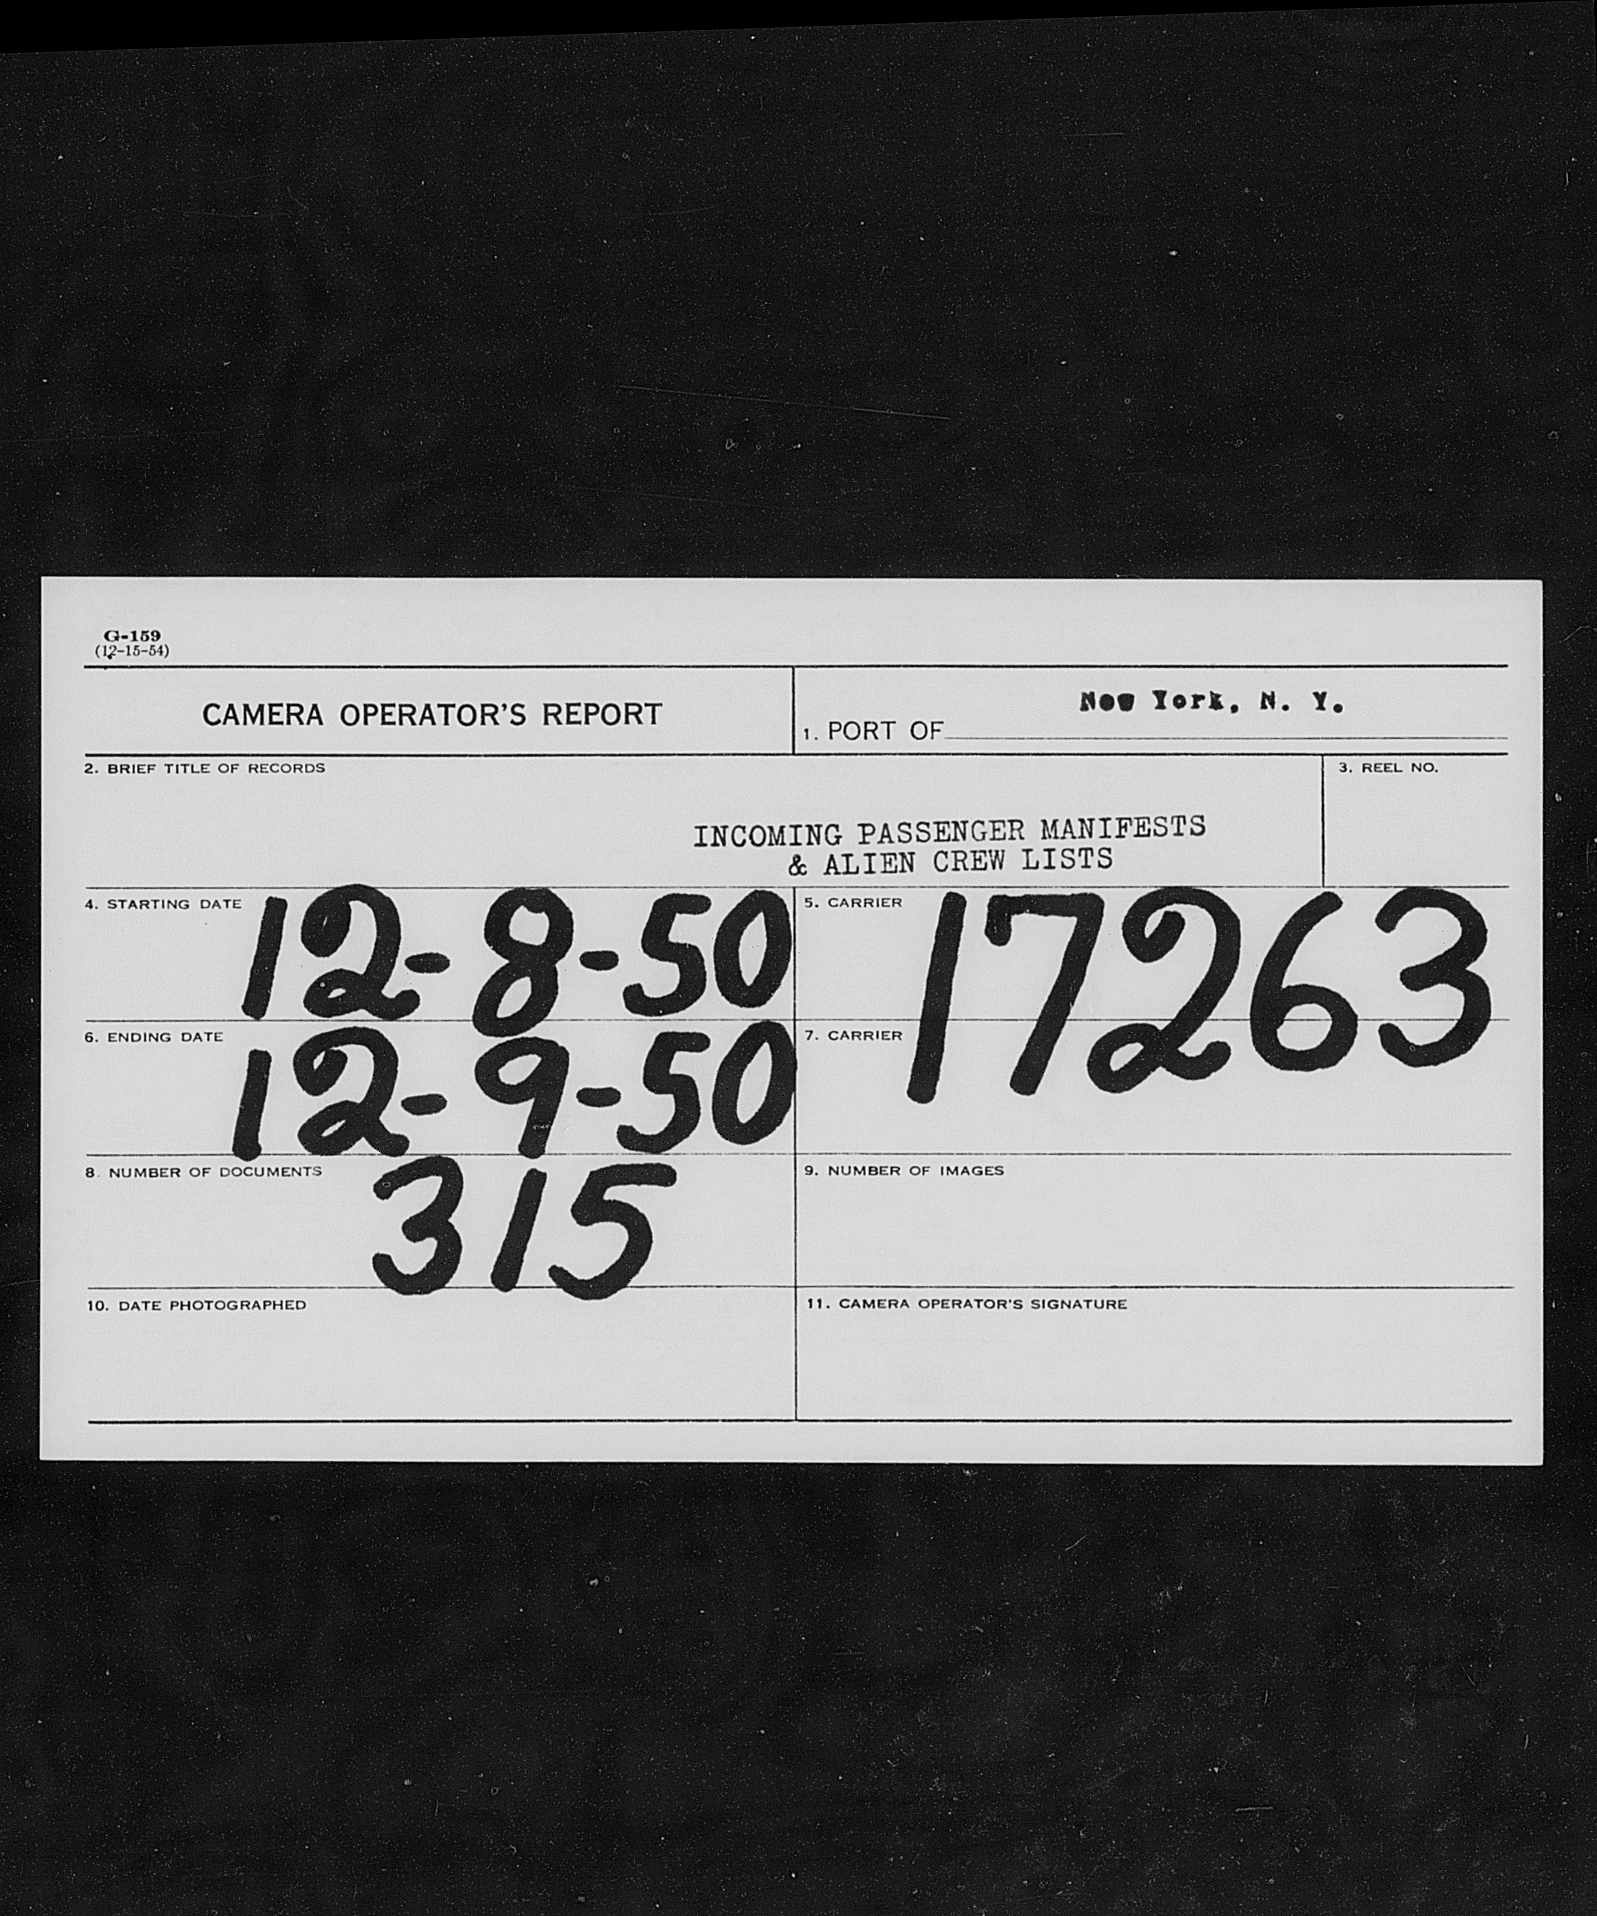 G-159
(12-15-54)
CAMERA OPERATOR'S REPORT
1. PORT OF New York, N. Y.
2. BRIEF TITLE OF RECORDS
3. REEL NO.
INCOMING PASSENGER MANIFESTS
& ALIEN CREW LISTS
4. STARTING DATE 12-8-50
5. CARRIER 17263
6. ENDING DATE 12-9-50
7. CARRIER
8. NUMBER OF DOCUMENTS 315
9. NUMBER OF IMAGES
10. DATE PHOTOGRAPHED
11. CAMERA OPERATOR'S SIGNATURE